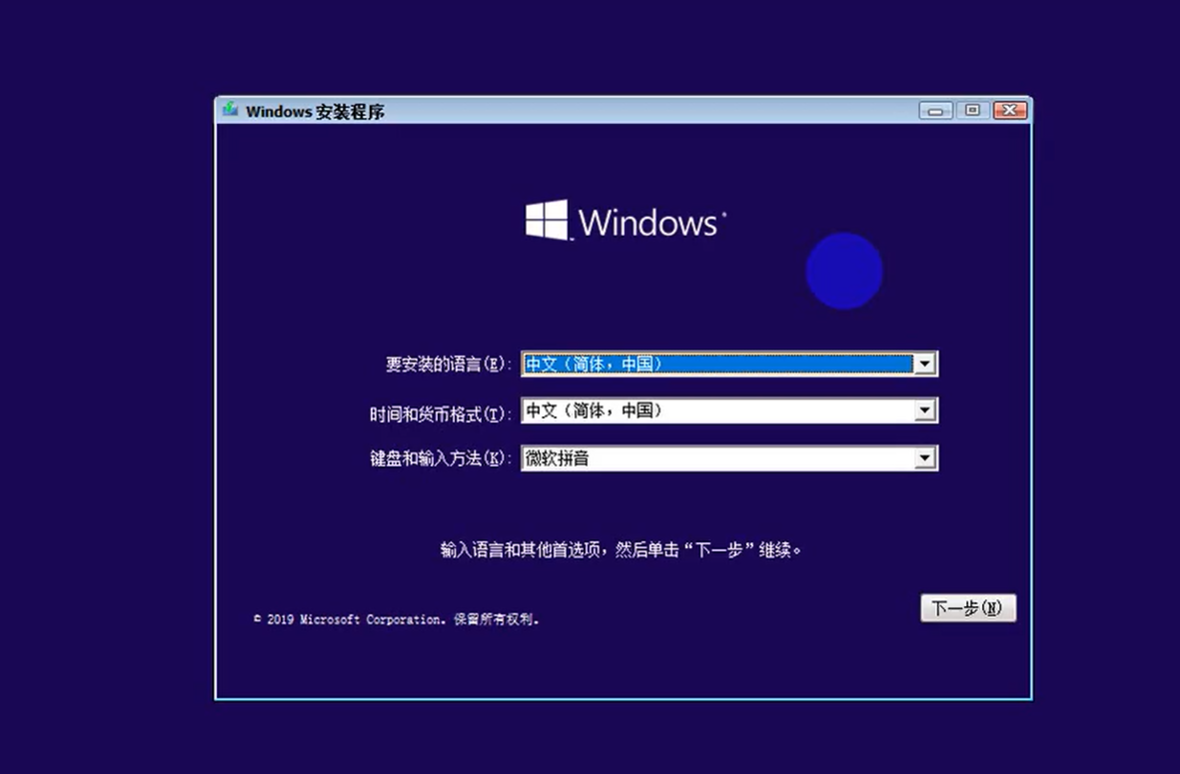 Windows 安装程序
Windows
要安装的语言(E): 中文（简体，中国）
时间和货币格式(T): 中文（简体，中国）
键盘和输入方法(K): 微软拼音
输入语言和其他首选项，然后单击“下一步”继续。
下一步(N)
© 2019 Microsoft Corporation。保留所有权利。